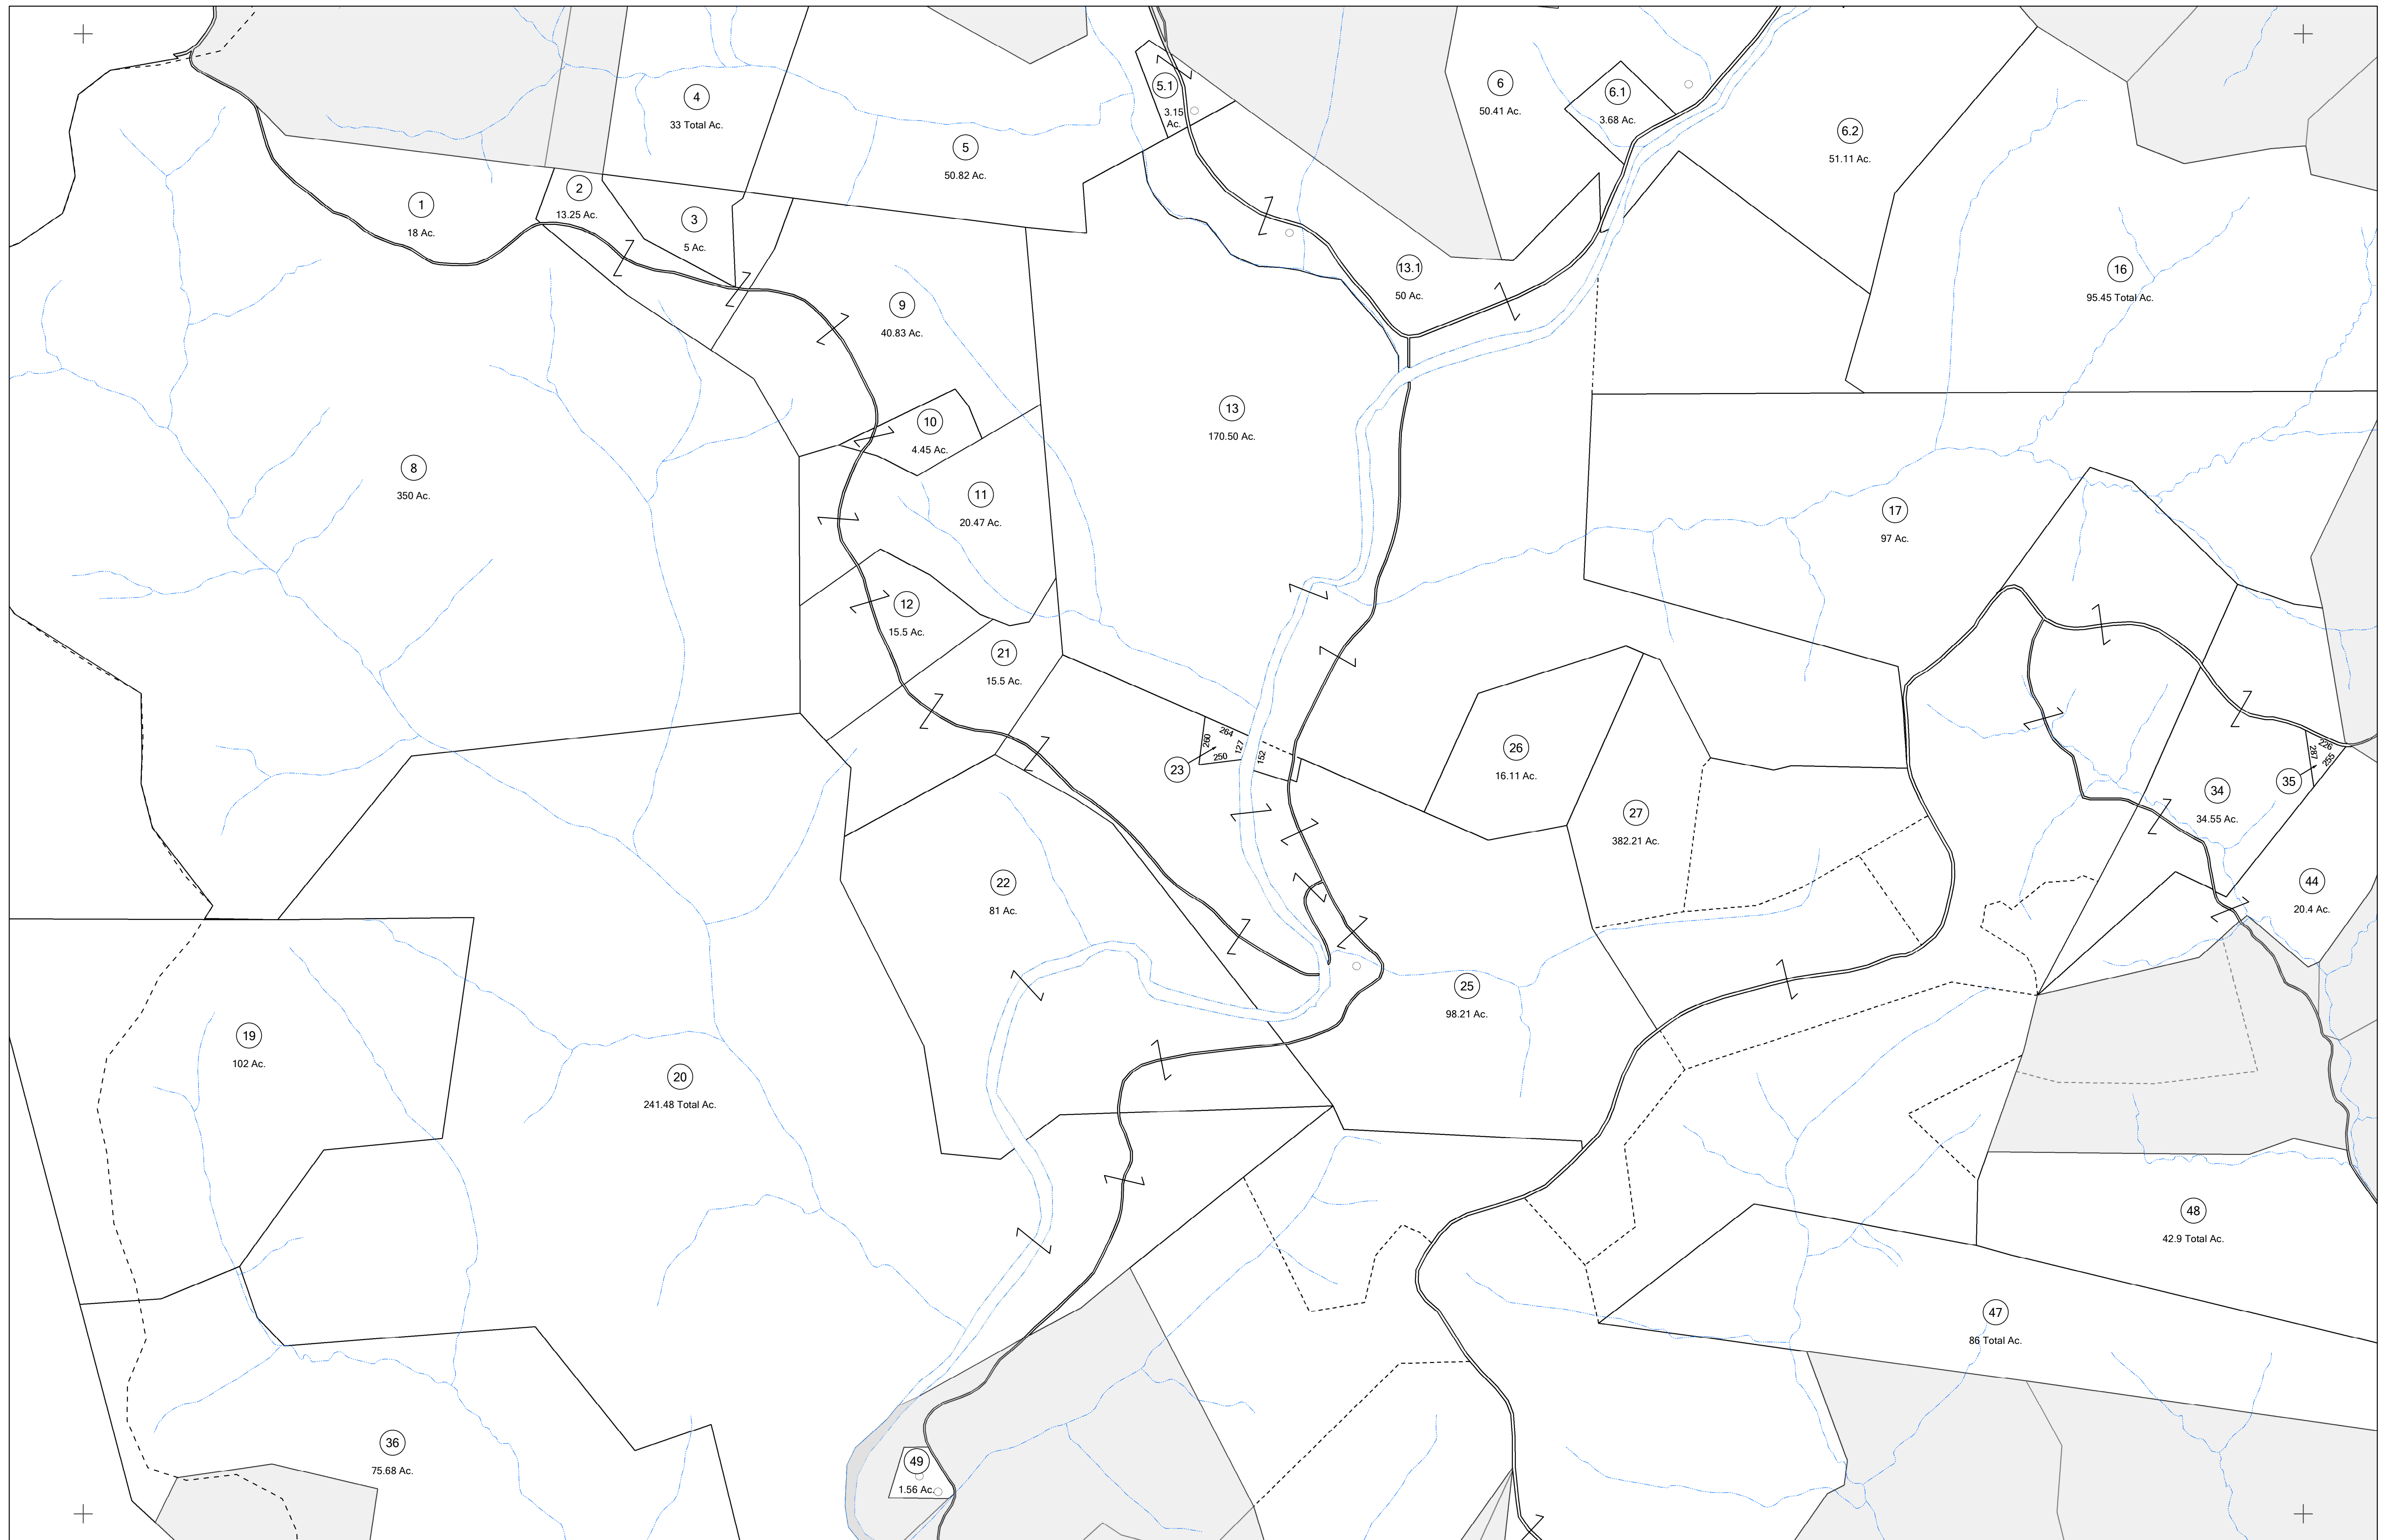 4
33 Total Ac.
5.1
3.15
Ac.
6
50.41 Ac.
6.1
3.68 Ac.
6.2
51.11 Ac.
5
50.82 Ac.
1
18 Ac.
2
13.25 Ac.
3
5 Ac.
13.1
50 Ac.
16
95.45 Total Ac.
9
40.83 Ac.
13
170.50 Ac.
10
4.45 Ac.
8
350 Ac.
11
20.47 Ac.
17
97 Ac.
12
15.5 Ac.
21
15.5 Ac.
264
260
127
250
152
23
26
16.11 Ac.
226
287
255
35
34
34.55 Ac.
27
382.21 Ac.
22
81 Ac.
44
20.4 Ac.
25
98.21 Ac.
19
102 Ac.
20
241.48 Total Ac.
48
42.9 Total Ac.
47
86 Total Ac.
36
75.68 Ac.
49
1.56 Ac.